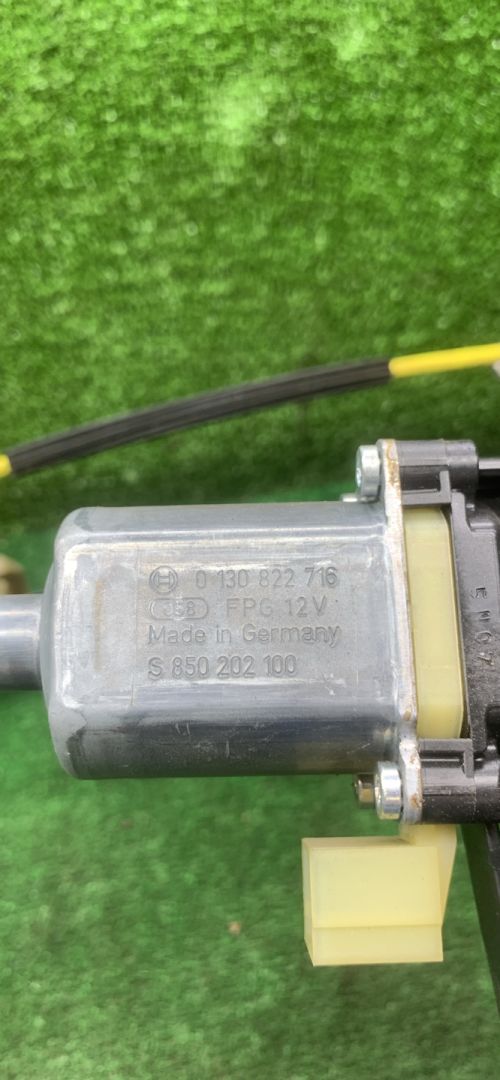 0 130 822 716
358 FPG 12V
Made in Germany
S 850 202 100